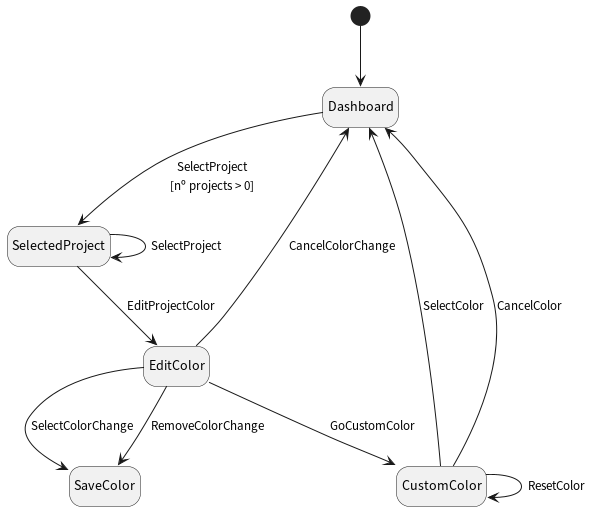 Dashboard
SelectProject
[nº projects > 0]
SelectedProject
SelectProject
CancelColorChange
EditProjectColor
SelectColor
CancelColor
EditColor
SelectColorChange
RemoveColorChange
GoCustomColor
SaveColor
CustomColor
ResetColor